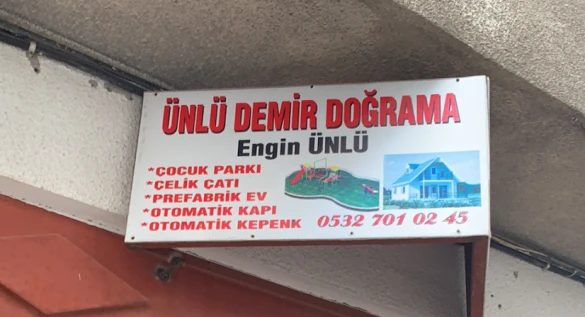 ÜNLÜ DEMİR DOĞRAMA
Engin ÜNLÜ
*ÇOCUK PARKI
*ÇELİK ÇATI
*PREFABRİK EV
*OTOMATİK KAPI
*OTOMATİK KEPENK
0532 701 02 45